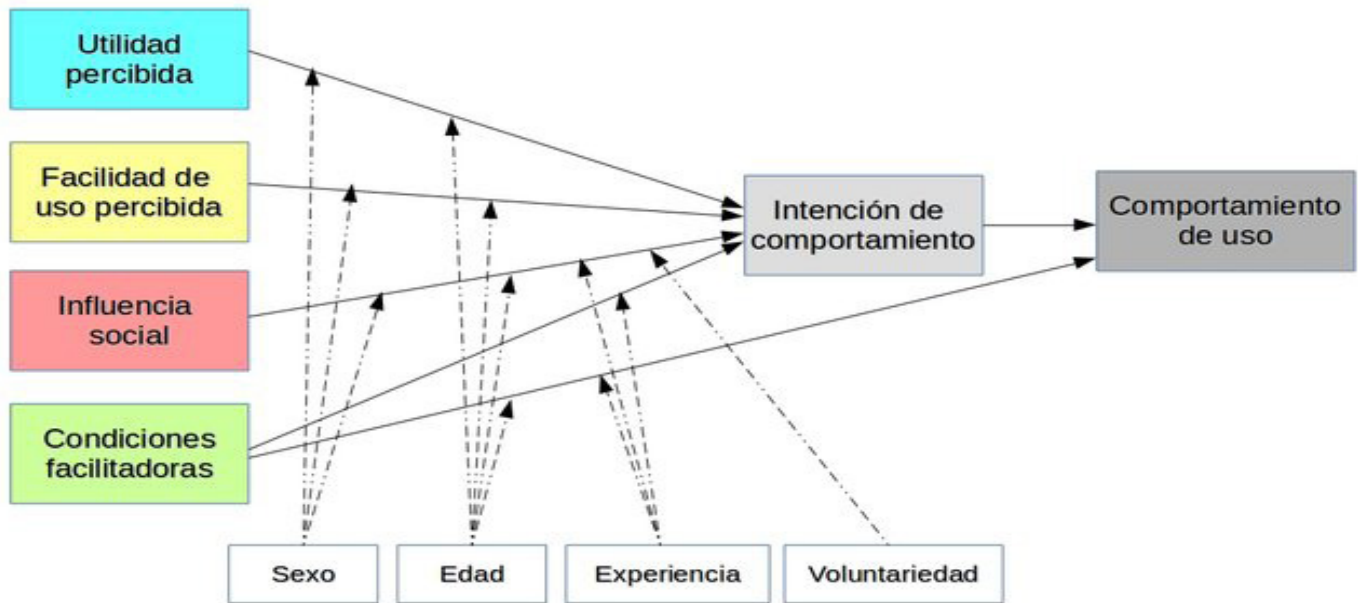 Utilidad
percibida
Facilidad de
uso percibida
Influencia
social
Condiciones
facilitadoras
Intención de
comportamiento
Comportamiento
de uso
Sexo
Edad
Experiencia
Voluntariedad